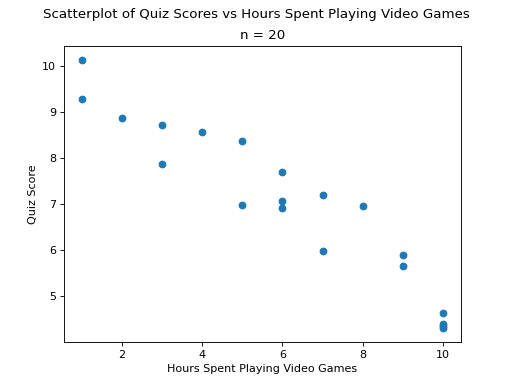 Scatterplot of Quiz Scores vs Hours Spent Playing Video Games
n = 20
10
9
8
7
6
5
Quiz Score
2 4 6 8 10
Hours Spent Playing Video Games